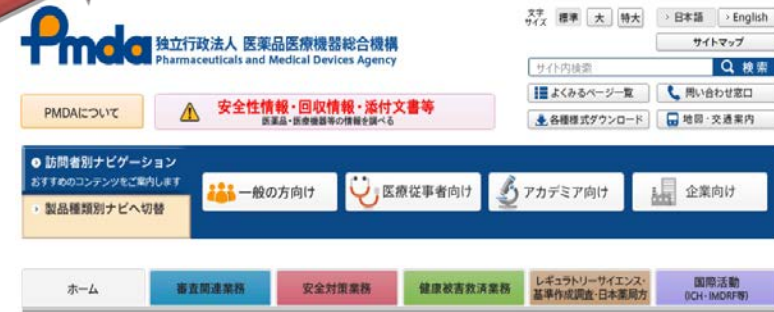 文字サイズ 標準 大 特大 › 日本語 › English
サイトマップ
Pmda 独立行政法人 医薬品医療機器総合機構
Pharmaceuticals and Medical Devices Agency
サイト内検索 検索
よくみるページ一覧 問い合わせ窓口
PMDAについて 安全性情報・回収情報・添付文書等
医薬品・医療機器等の情報を調べる
各種様式ダウンロード 地図・交通案内
訪問者別ナビゲーション
おすすめのコンテンツをご案内します
一般の方向け 医療従事者向け アカデミア向け 企業向け
› 製品種類別ナビへ切替
ホーム 審査関連業務 安全対策業務 健康被害救済業務 レギュラトリーサイエンス・基準作成調査・日本薬局方 国際活動(ICH・IMDRF等)